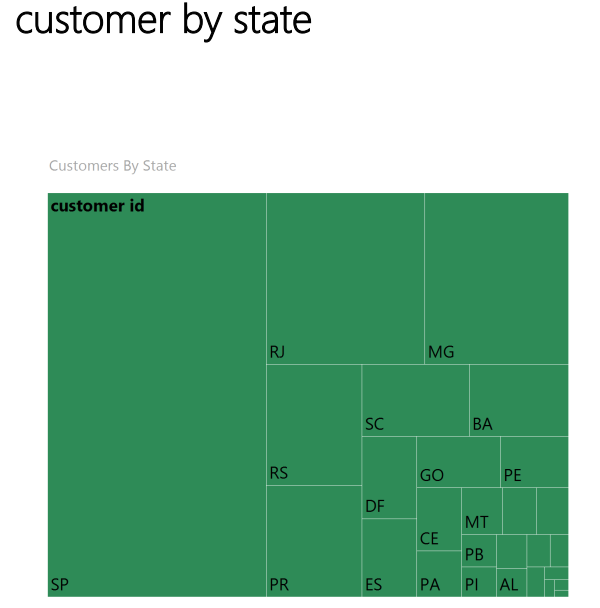 customer by state
Customers By State
customer id
RJ
MG
SC
BA
RS
GO
PE
DF
MT
CE
PB
SP
PR
ES
PA
PI
AL